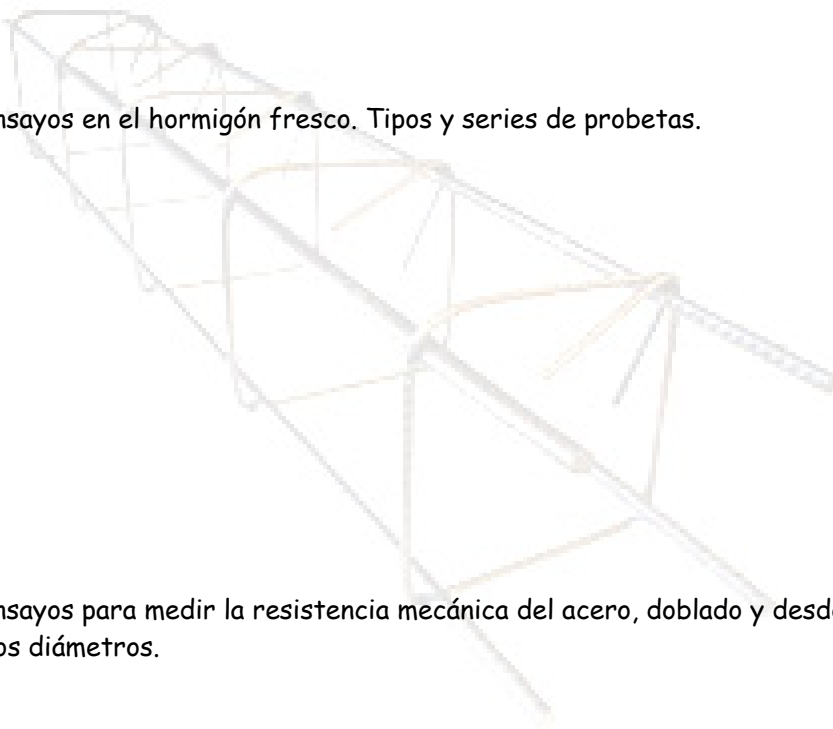 nsayos en el hormigón fresco. Tipos y series de probetas.
nsayos para medir la resistencia mecánica del acero, doblado y desd
os diámetros.